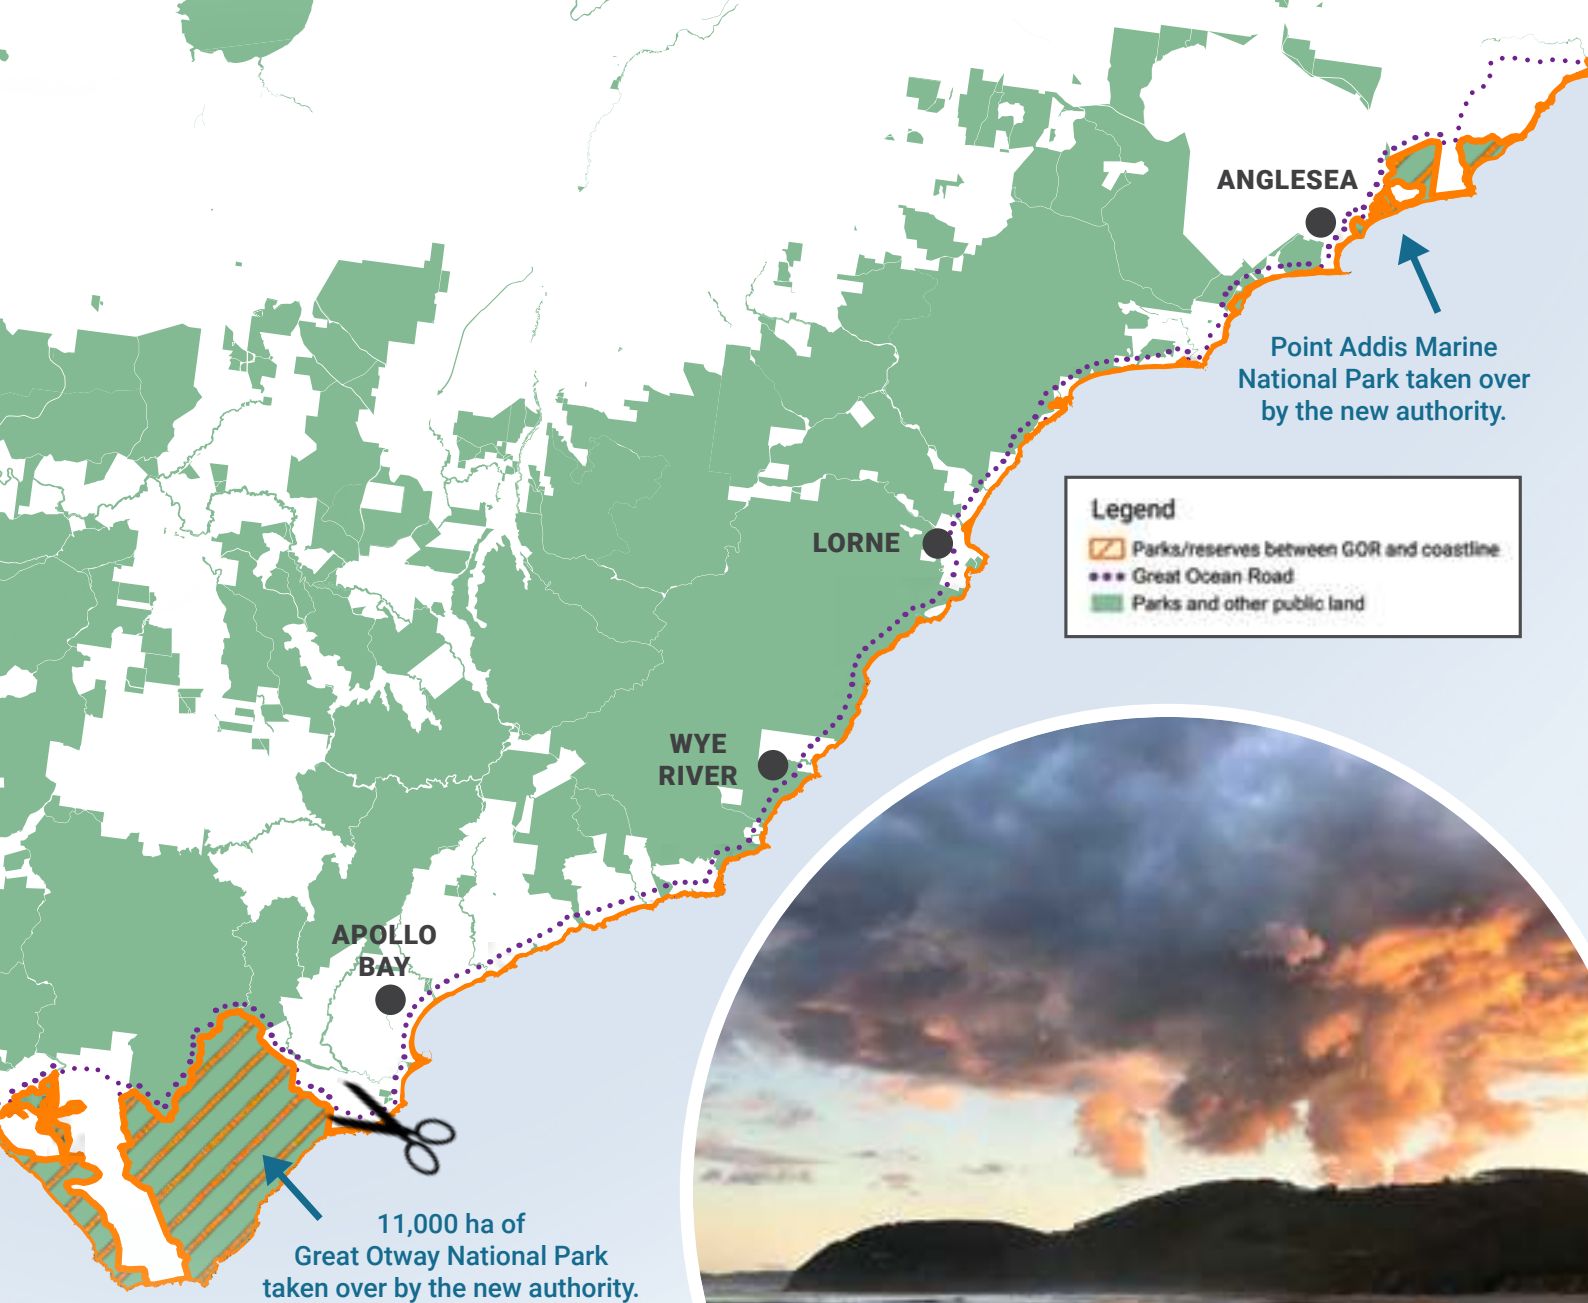 ANGLESEA
Point Addis Marine
National Park taken over
by the new authority.
Legend
Parks/reserves between GOR and coastline
Great Ocean Road
Parks and other public land
LORNE
WYE
RIVER
APOLLO
BAY
11,000 ha of
Great Otway National Park
taken over by the new authority.